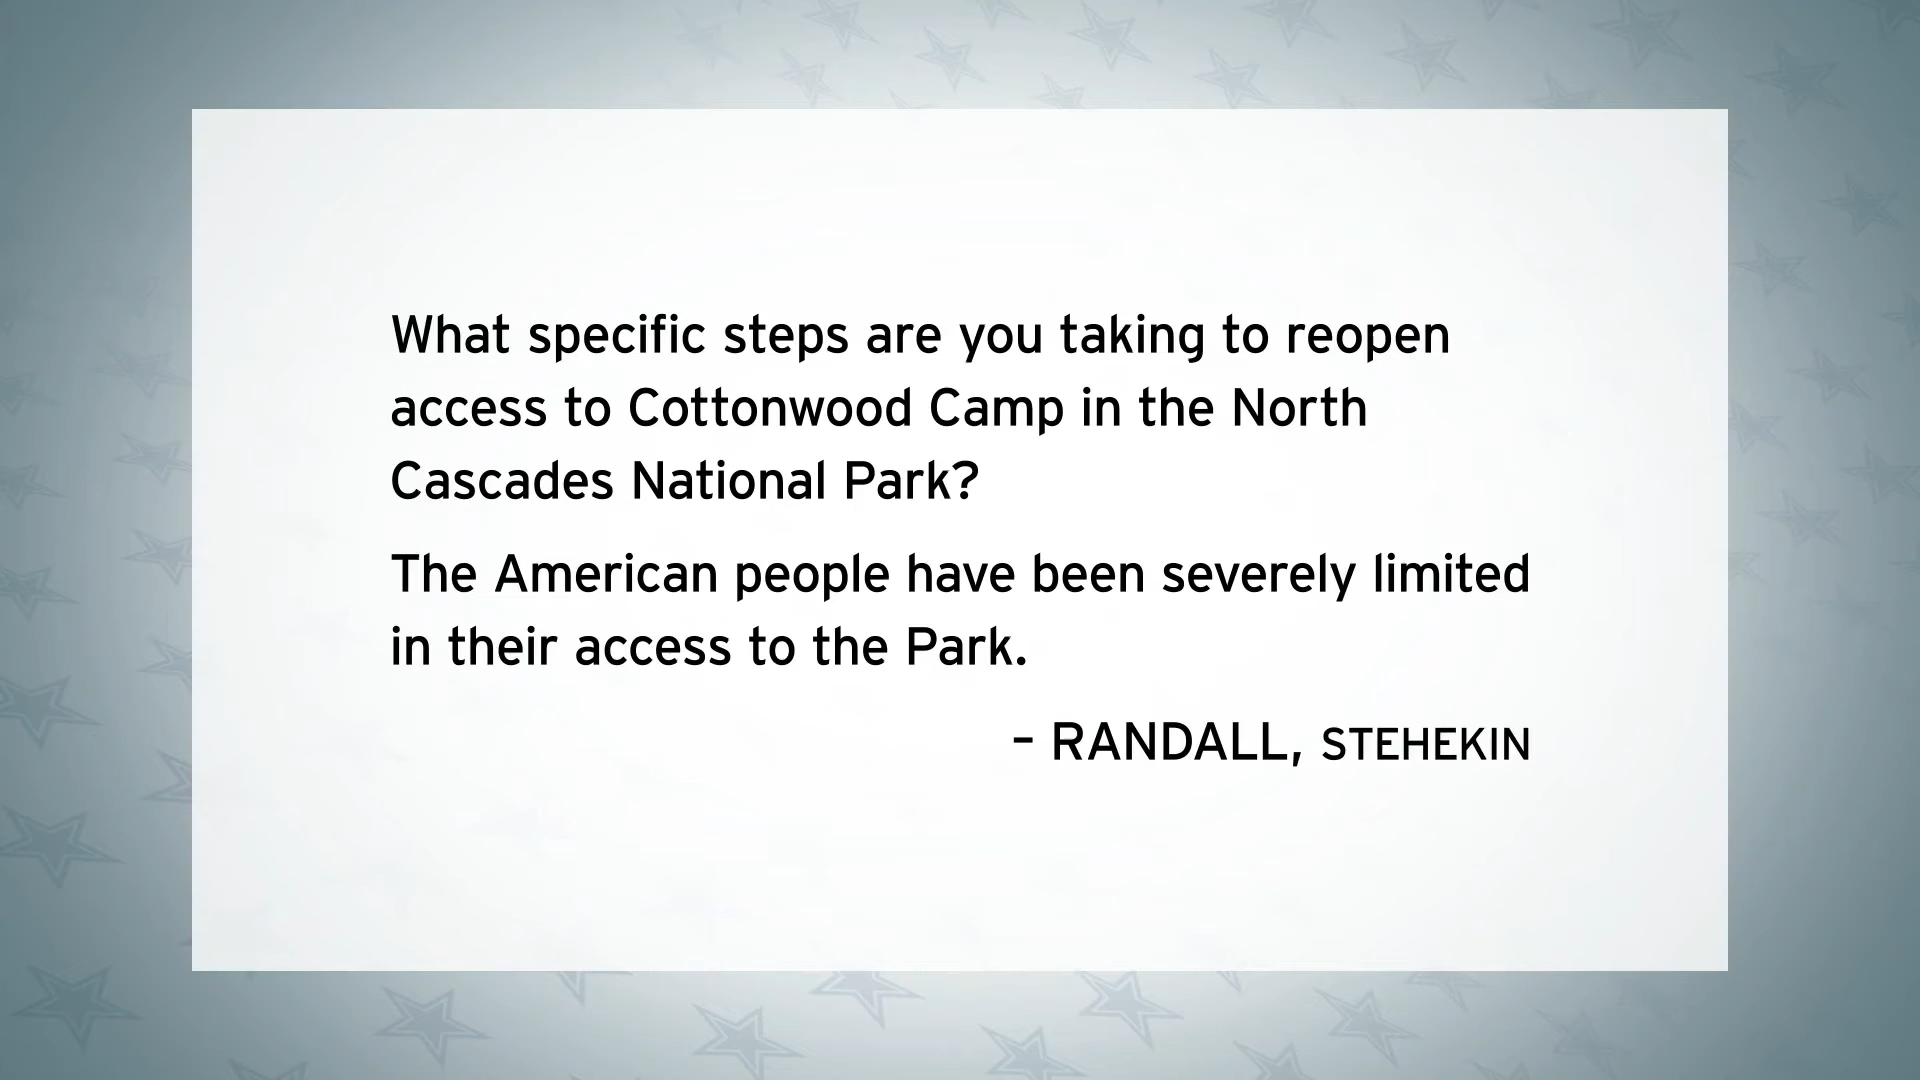 What specific steps are you taking to reopen
access to Cottonwood Camp in the North
Cascades National Park?
The American people have been severely limited
in their access to the Park.
– RANDALL, STEHEKIN